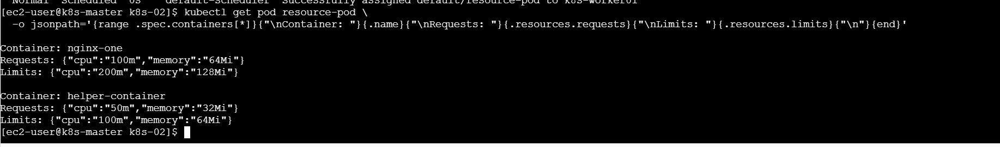 Normal Scheduled 0s default-scheduler Successfully assigned default/resource-pod to k8s-worker01
[ec2-user@k8s-master k8s-02]$ kubectl get pod resource-pod \
  -o jsonpath='{range .spec.containers[*]}{"\nContainer: "}{.name}{"\nRequests: "}{.resources.requests}{"\nLimits: "}{.resources.limits}{"\n"}{end}'
Container: nginx-one
Requests: {"cpu":"100m","memory":"64Mi"}
Limits: {"cpu":"200m","memory":"128Mi"}
Container: helper-container
Requests: {"cpu":"50m","memory":"32Mi"}
Limits: {"cpu":"100m","memory":"64Mi"}
[ec2-user@k8s-master k8s-02]$